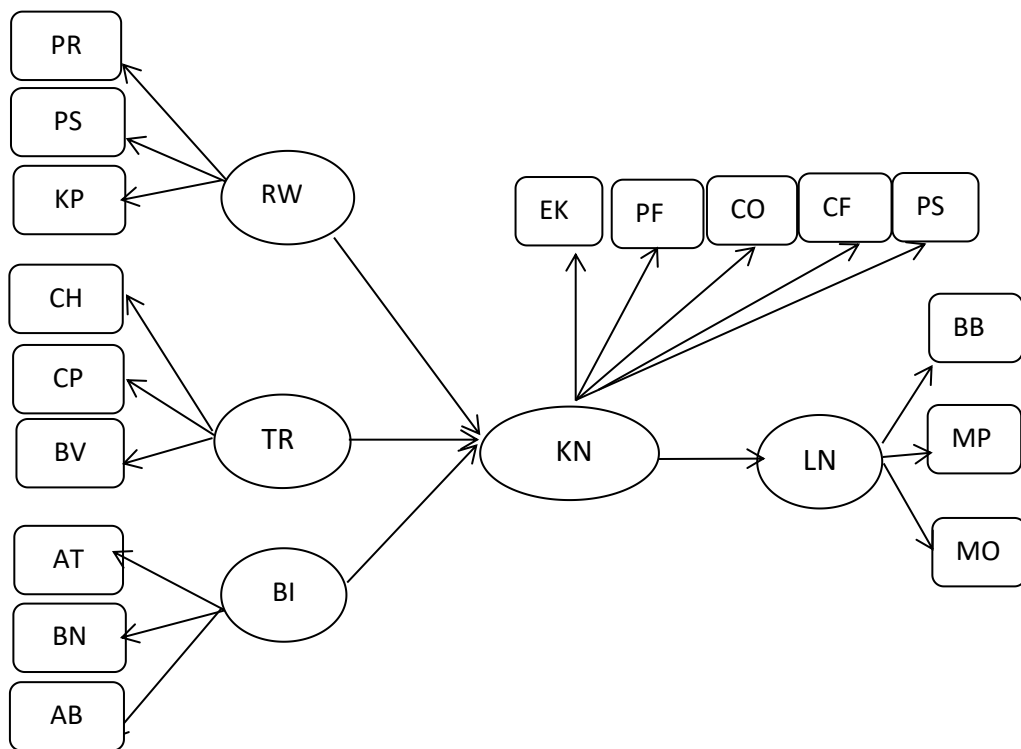 PR
PS
KP
RW
EK
PF
CO
CF
PS
CH
CP
BV
TR
KN
LN
BB
MP
MO
AT
BN
AB
BI